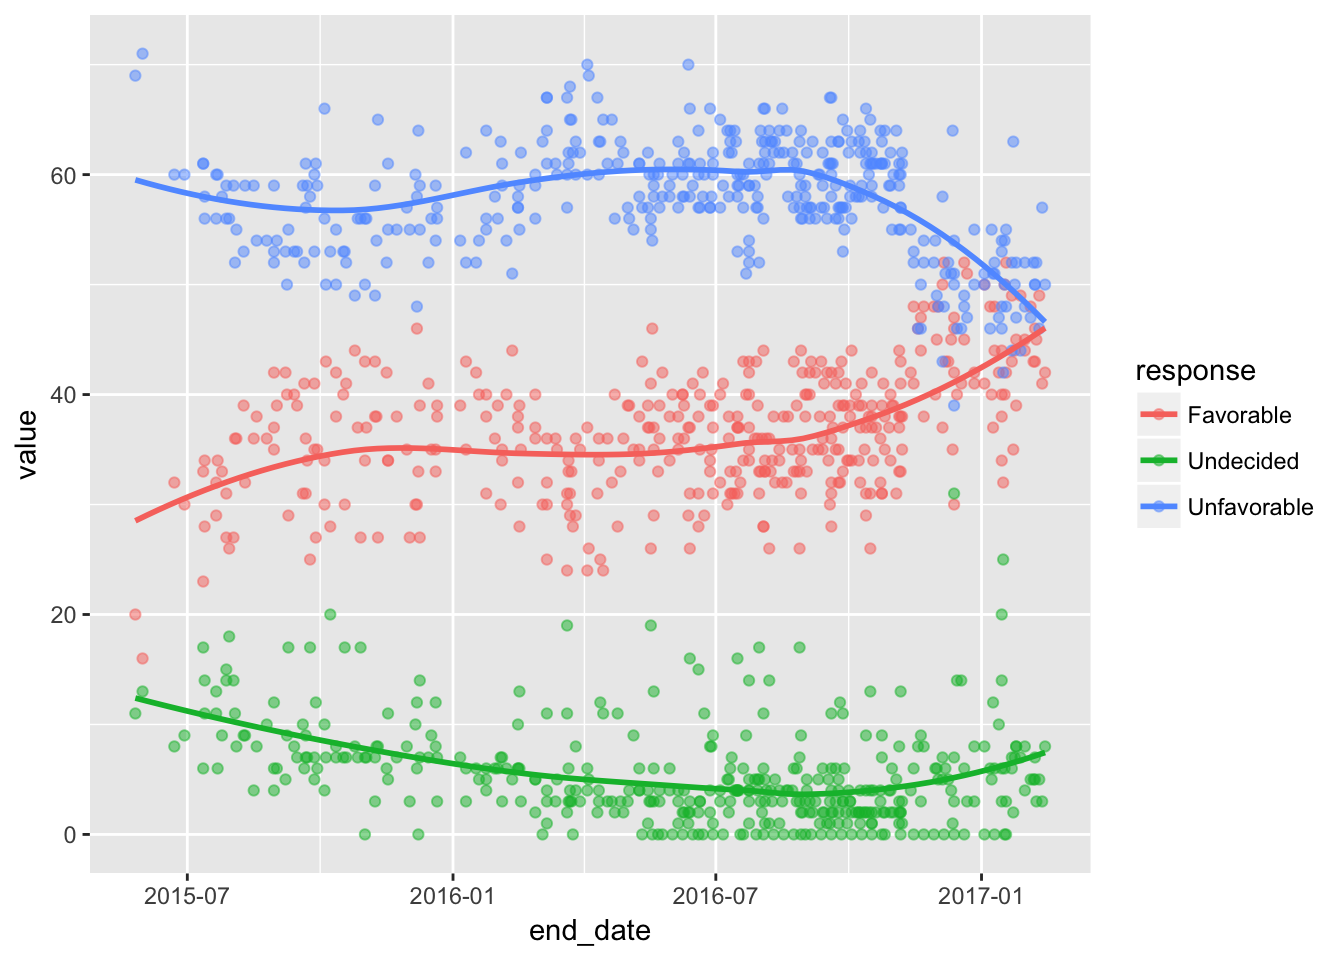 60
40
20
0
value
2015-07
2016-01
2016-07
2017-01
end_date
response
Favorable
Undecided
Unfavorable